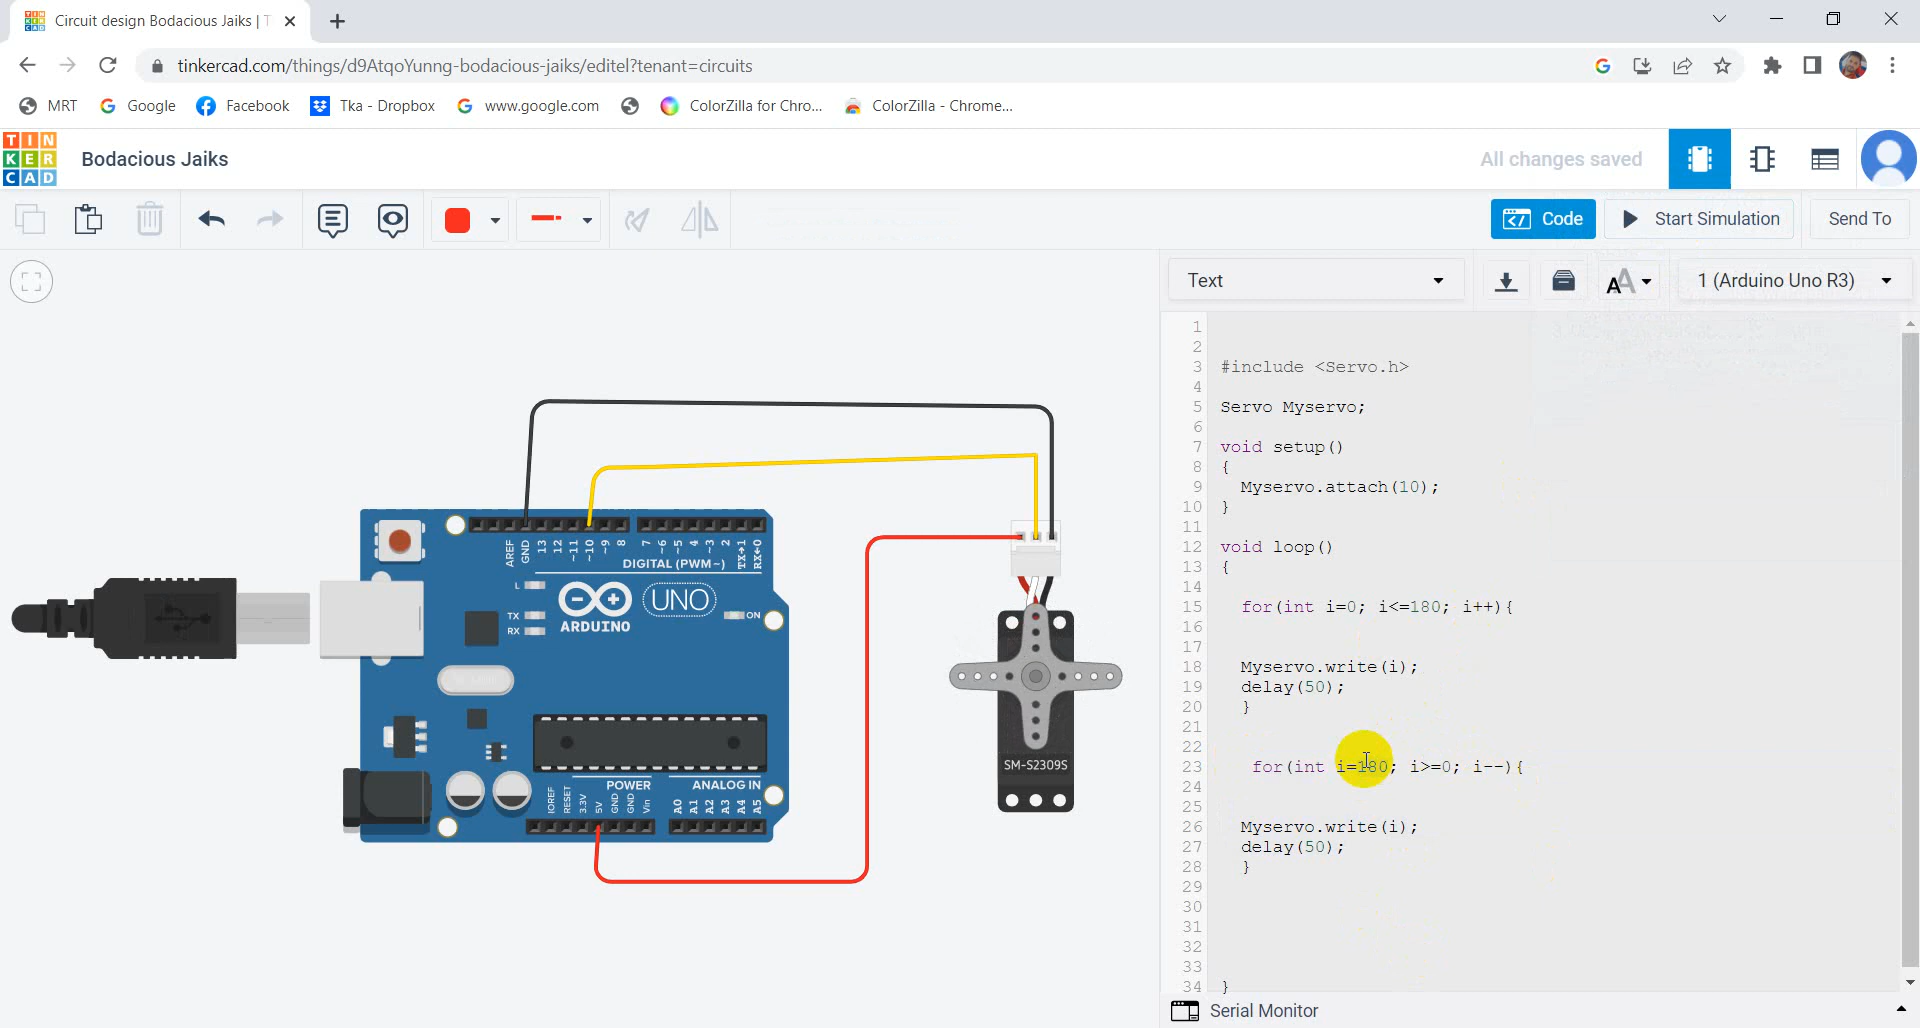 Circuit design Bodacious Jaiks | T
tinkercad.com/things/d9AtqoYunng-bodacious-jaiks/editel?tenant=circuits
MRT
Google
Facebook
Tka - Dropbox
www.google.com
ColorZilla for Chro...
ColorZilla - Chrome...
TIN
KER
CAD
Bodacious Jaiks
All changes saved
Code
Start Simulation
Send To
Text
1 (Arduino Uno R3)
1
2
3 #include <Servo.h>
4
5 Servo Myservo;
6
7 void setup()
8 {
9 Myservo.attach(10);
10 }
11
12 void loop()
13 {
14
15 for(int i=0; i<=180; i++){
16
17
18 Myservo.write(i);
19 delay(50);
20 }
21
22
23 for(int i=180; i>=0; i--){
24
25
26 Myservo.write(i);
27 delay(50);
28 }
29
30
31
32
33
34 }
Serial Monitor
AREF
GND
13
12
~11
~10
~9
8
7
~6
~5
4
~3
2
TX→1
RX←0
DIGITAL (PWM~)
L
TX
RX
ARDUINO
UNO
ON
POWER
ANALOG IN
IOREF
RESET
3.3V
5V
GND
GND
Vin
A0
A1
A2
A3
A4
A5
SM-S2309S